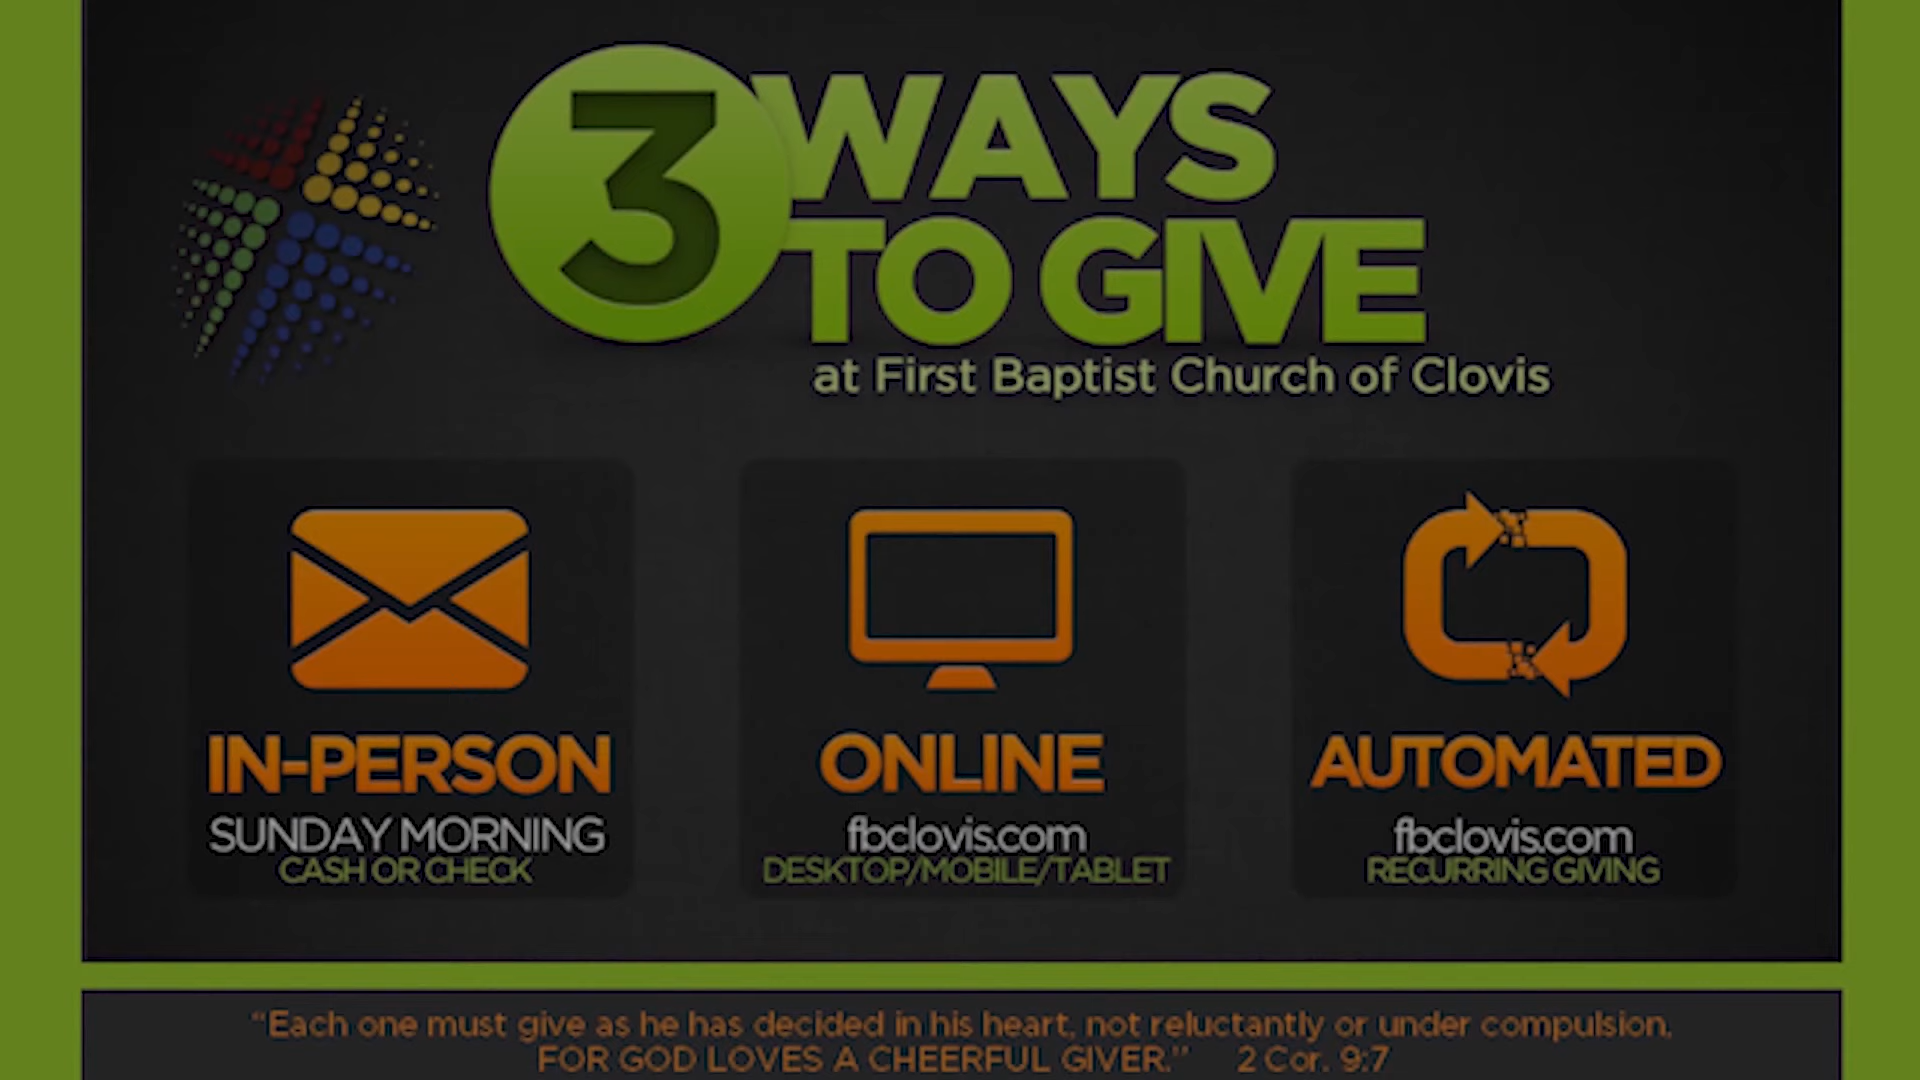 3 WAYS
TO GIVE
at First Baptist Church of Clovis
IN-PERSON
SUNDAY MORNING
CASH OR CHECK
ONLINE
fbclovis.com
DESKTOP/MOBILE/TABLET
AUTOMATED
fbclovis.com
RECURRING GIVING
“Each one must give as he has decided in his heart, not reluctantly or under compulsion,
FOR GOD LOVES A CHEERFUL GIVER.” 2 Cor. 9:7